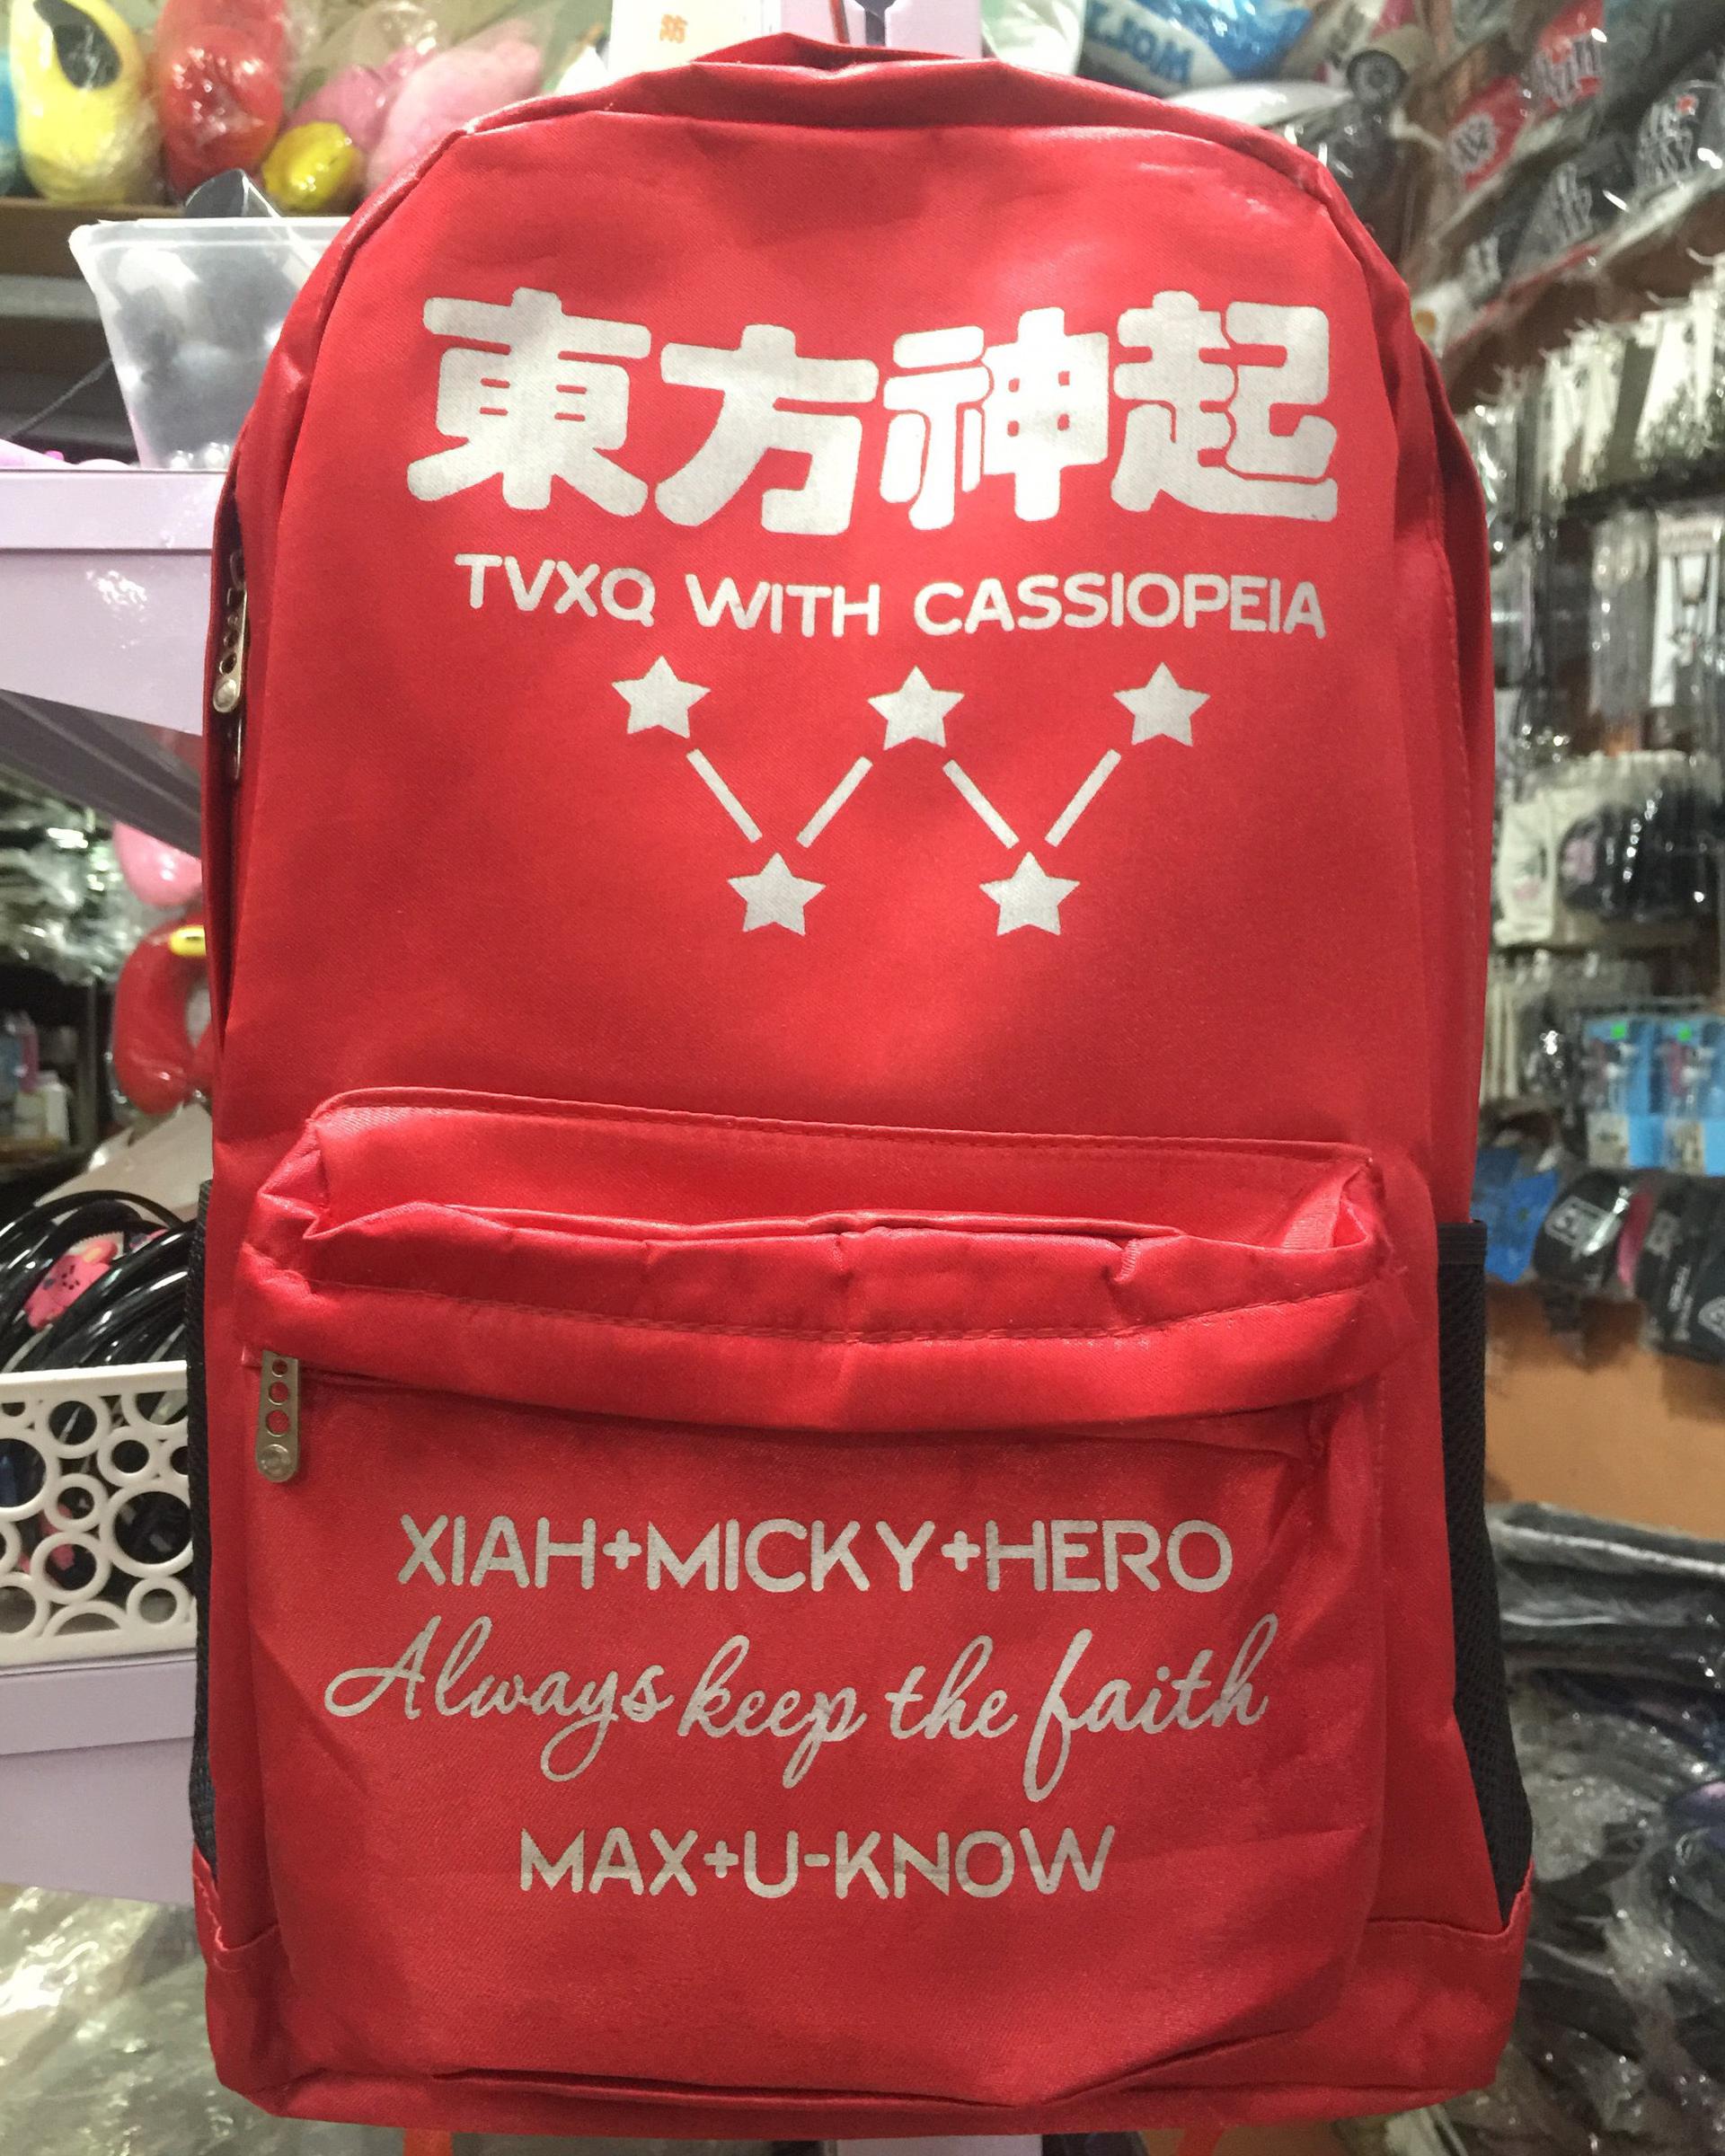 東方神起
TVXQ WITH CASSIOPEIA
XIAH+MICKY+HERO
Always keep the faith
MAX+U-KNOW